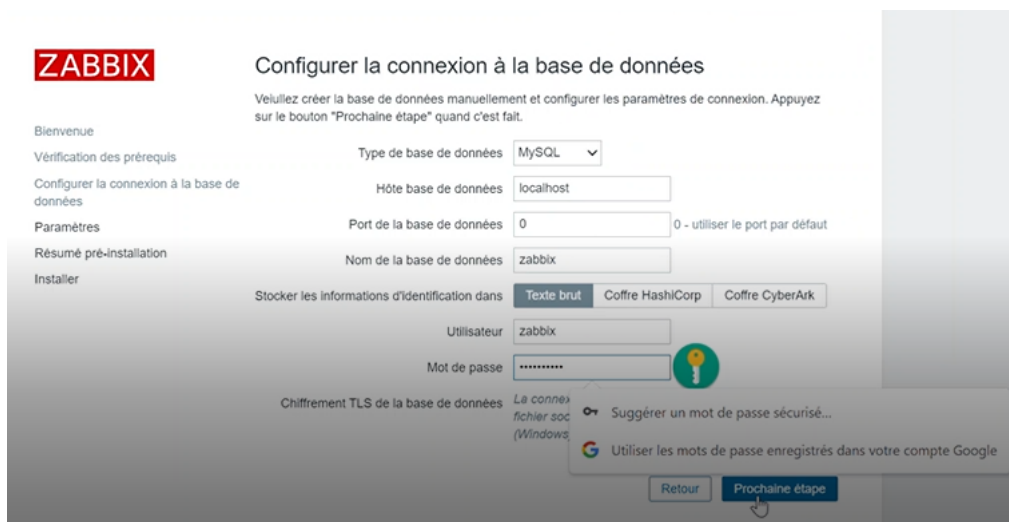 ZABBIX
Configurer la connexion à la base de données
Veiullez créer la base de données manuellement et configurer les paramètres de connexion. Appuyez
sur le bouton "Prochaine étape" quand c'est fait.
Bienvenue
Vérification des prérequis
Configurer la connexion à la base de
données
Paramètres
Résumé pré-installation
Installer
Type de base de données MySQL
Hôte base de données localhost
Port de la base de données 0 0 - utiliser le port par défaut
Nom de la base de données zabbix
Stocker les informations d'identification dans Texte brut Coffre HashiCorp Coffre CyberArk
Utilisateur zabbix
Mot de passe ••••••••••
Chiffrement TLS de la base de données La connex
fichier soc
(Windows
Suggérer un mot de passe sécurisé...
Utiliser les mots de passe enregistrés dans votre compte Google
Retour Prochaine étape